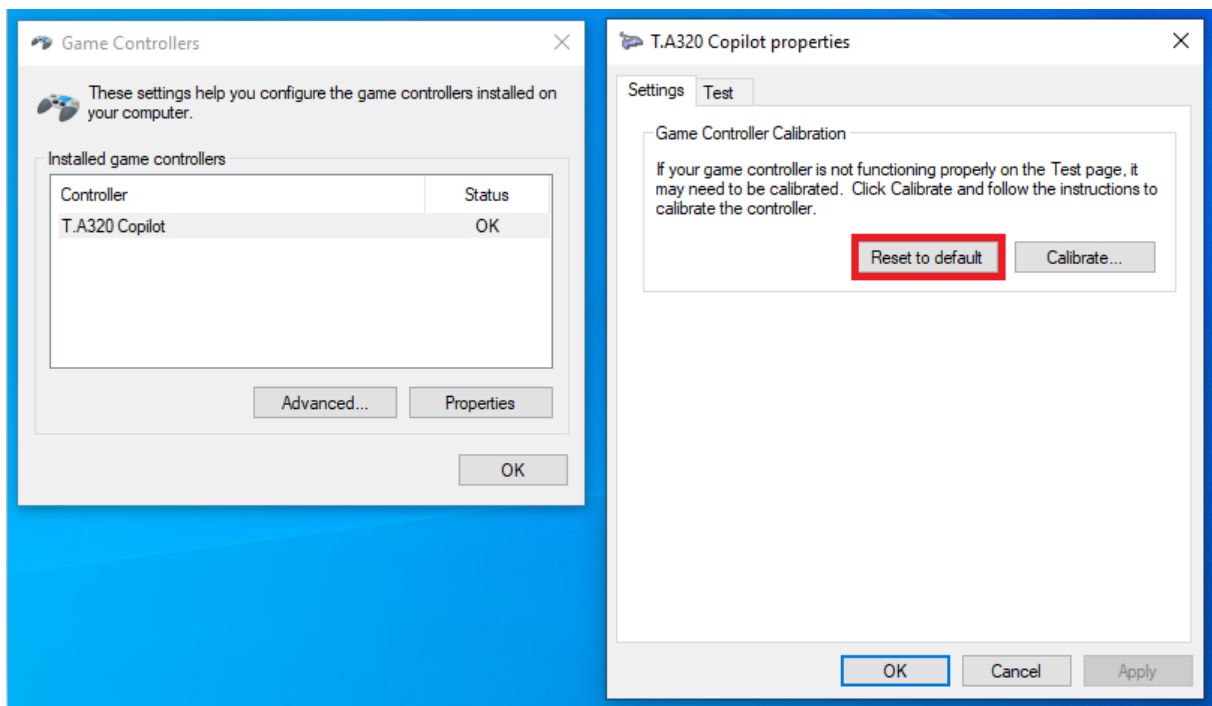 Game Controllers
These settings help you configure the game controllers installed on
your computer.
Installed game controllers
Controller Status
T.A320 Copilot OK
Advanced... Properties
OK
T.A320 Copilot properties
Settings Test
Game Controller Calibration
If your game controller is not functioning properly on the Test page, it
may need to be calibrated.  Click Calibrate and follow the instructions to
calibrate the controller.
Reset to default Calibrate...
OK Cancel Apply